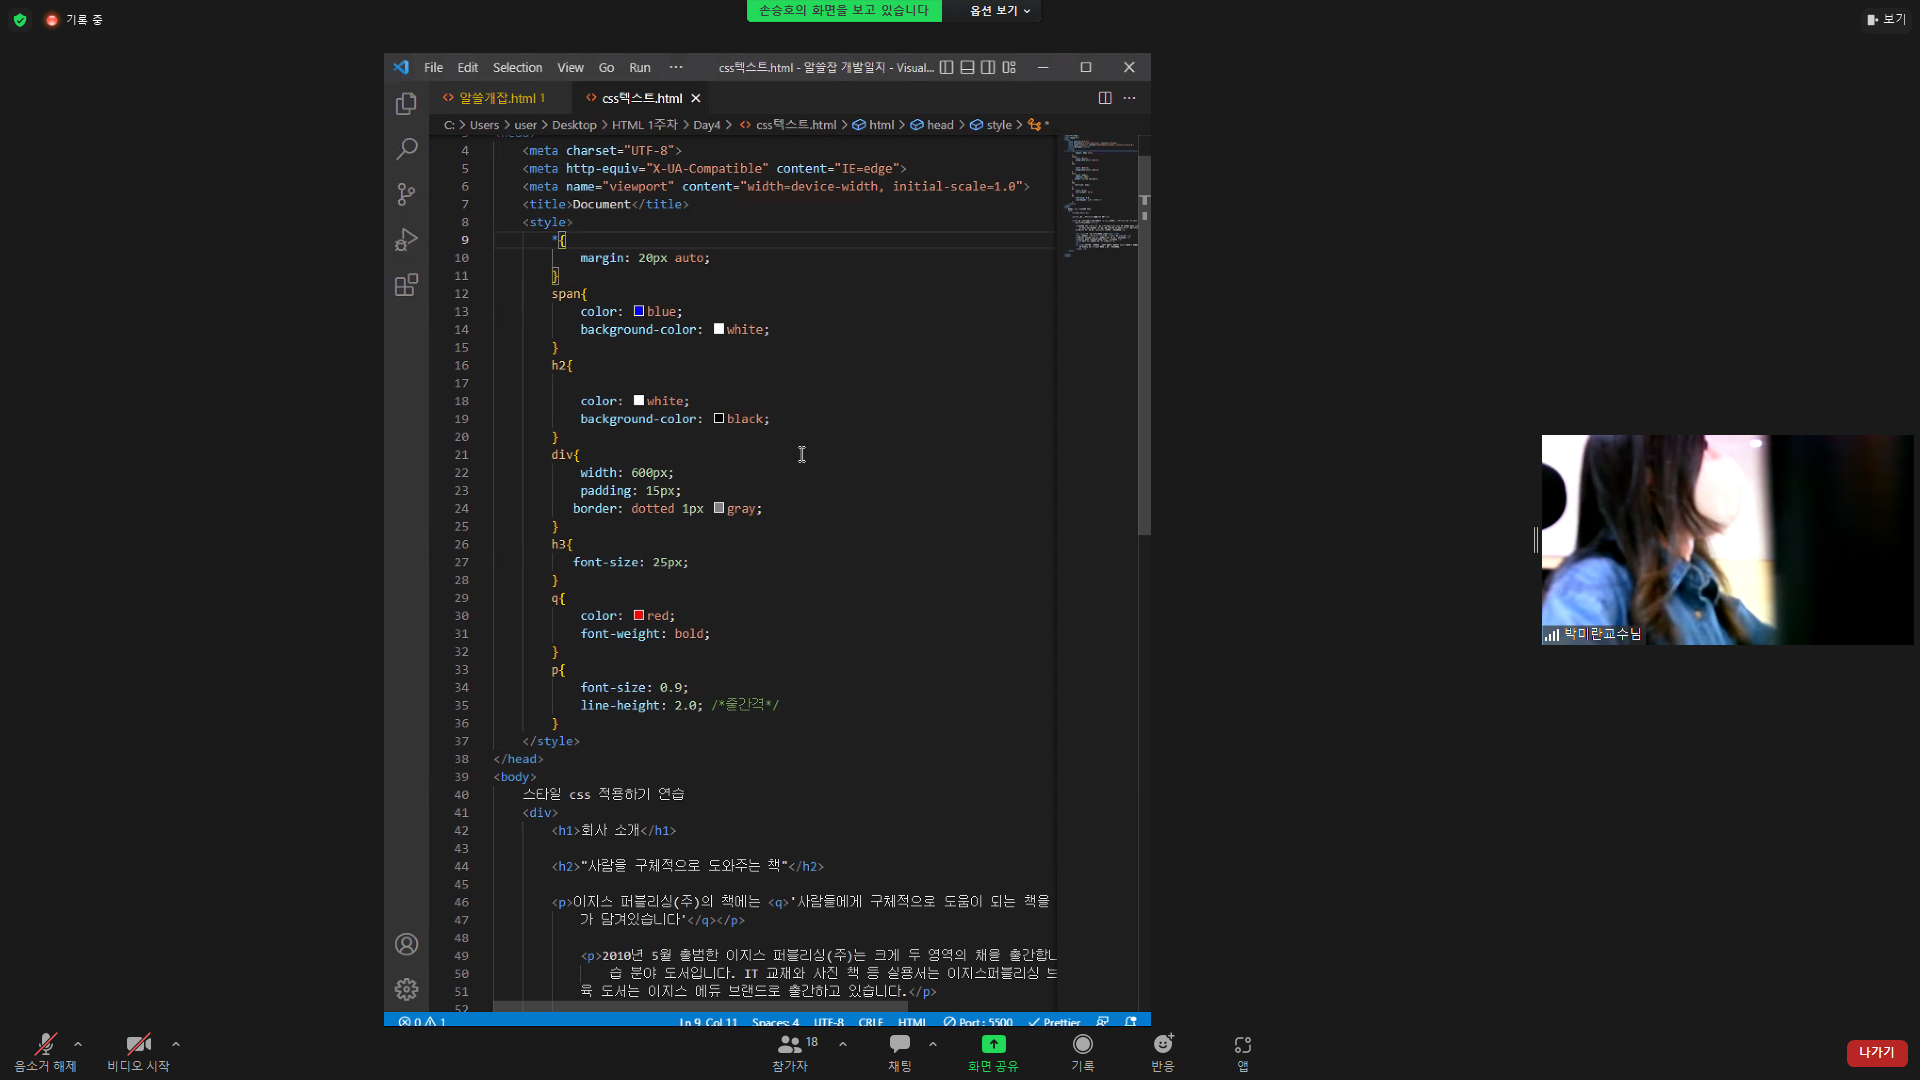 기록 중
손승호의 화면을 보고 있습니다
옵션 보기
보기
File Edit Selection View Go Run ··· css텍스트.html - 알쓸잡 개발일지 - Visual...
알쓸개잡.html 1 css텍스트.html
C: > Users > user > Desktop > HTML 1주차 > Day4 > css텍스트.html > html > head > style > *
4 <meta charset="UTF-8">
5 <meta http-equiv="X-UA-Compatible" content="IE=edge">
6 <meta name="viewport" content="width=device-width, initial-scale=1.0">
7 <title>Document</title>
8 <style>
9 *{
10 margin: 20px auto;
11 }
12 span{
13 color: blue;
14 background-color: white;
15 }
16 h2{
17
18 color: white;
19 background-color: black;
20 }
21 div{
22 width: 600px;
23 padding: 15px;
24 border: dotted 1px gray;
25 }
26 h3{
27 font-size: 25px;
28 }
29 q{
30 color: red;
31 font-weight: bold;
32 }
33 p{
34 font-size: 0.9;
35 line-height: 2.0; /*줄간격*/
36 }
37 </style>
38 </head>
39 <body>
40 스타일 css 적용하기 연습
41 <div>
42 <h1>회사 소개</h1>
43
44 <h2>"사람을 구체적으로 도와주는 책"</h2>
45
46 <p>이지스 퍼블리싱(주)의 책에는 <q>'사람들에게 구체적으로 도움이 되는 책을
47 가 담겨있습니다'</q></p>
48
49 <p>2010년 5월 출범한 이지스 퍼블리싱(주)는 크게 두 영역의 채을 출간합니
50 습 분야 도서입니다. IT 교재와 사진 책 등 실용서는 이지스퍼블리싱 브
51 육 도서는 이지스 에듀 브랜드로 출간하고 있습니다.</p>
52
0 1 Ln 9, Col 11 Spaces: 4 UTF-8 CRLF HTML Port : 5500 Prettier
박미란교수님
음소거 해제
비디오 시작
18
참가자
채팅
화면 공유
기록
반응
앱
나가기